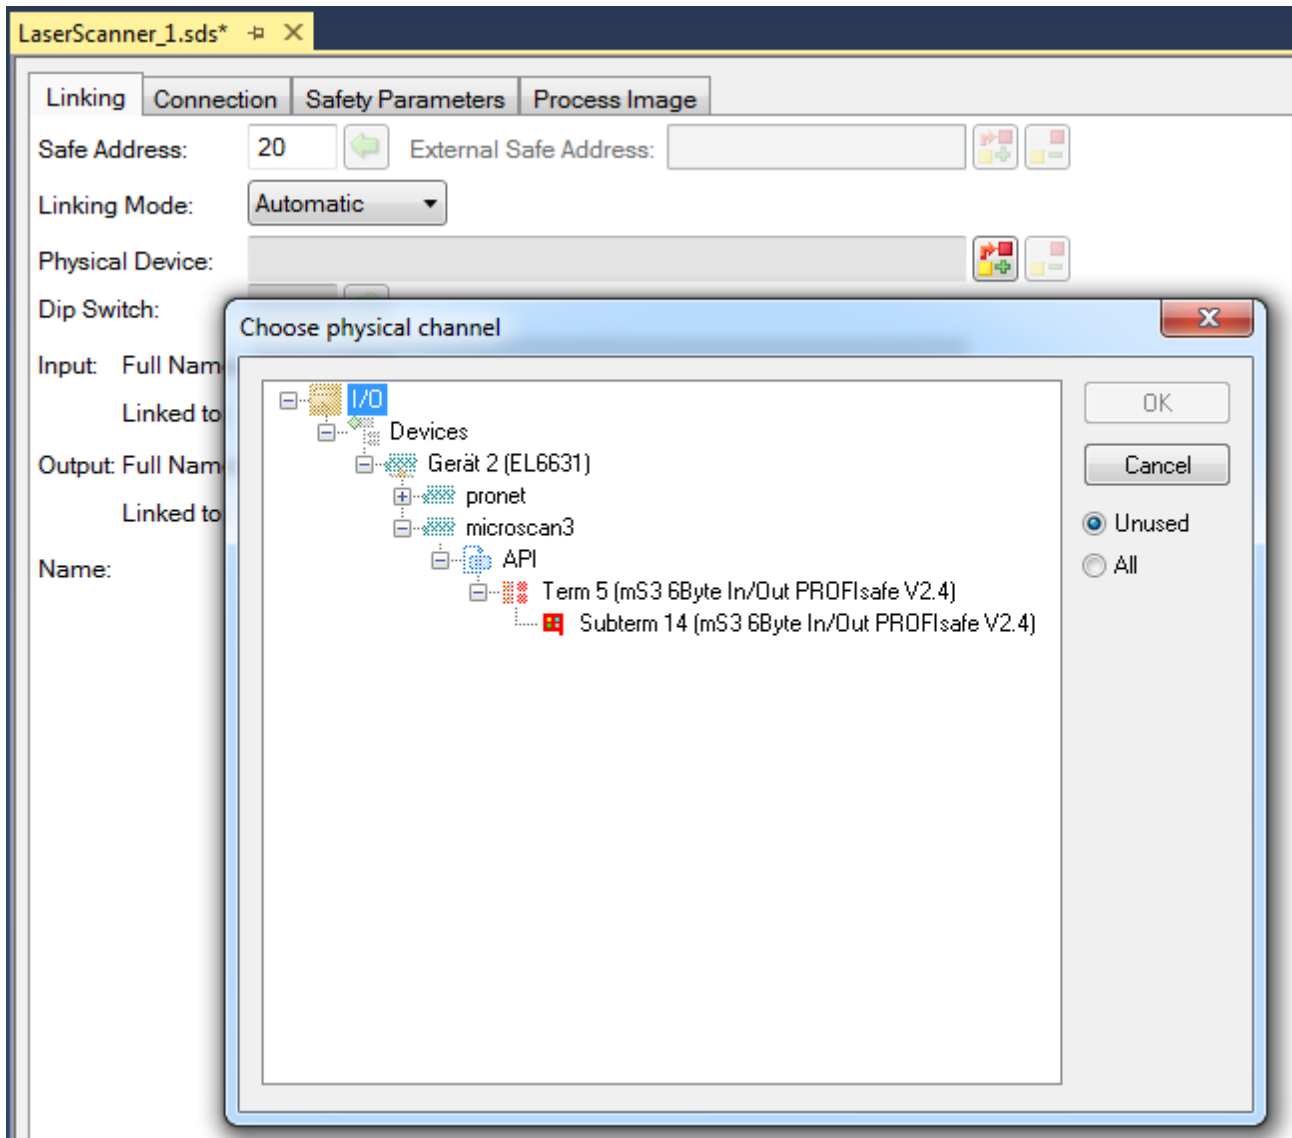 LaserScanner_1.sds*
Linking Connection Safety Parameters Process Image
Safe Address: 20 External Safe Address:
Linking Mode: Automatic
Physical Device:
Dip Switch:
Choose physical channel
Input: Full Nam
Linked to
Output: Full Nam
Linked to
Name:
I/O
Devices
Gerät 2 (EL6631)
pronet
microscan3
API
Term 5 (mS3 6Byte In/Out PROFIsafe V2.4)
Subterm 14 (mS3 6Byte In/Out PROFIsafe V2.4)
OK
Cancel
Unused
All